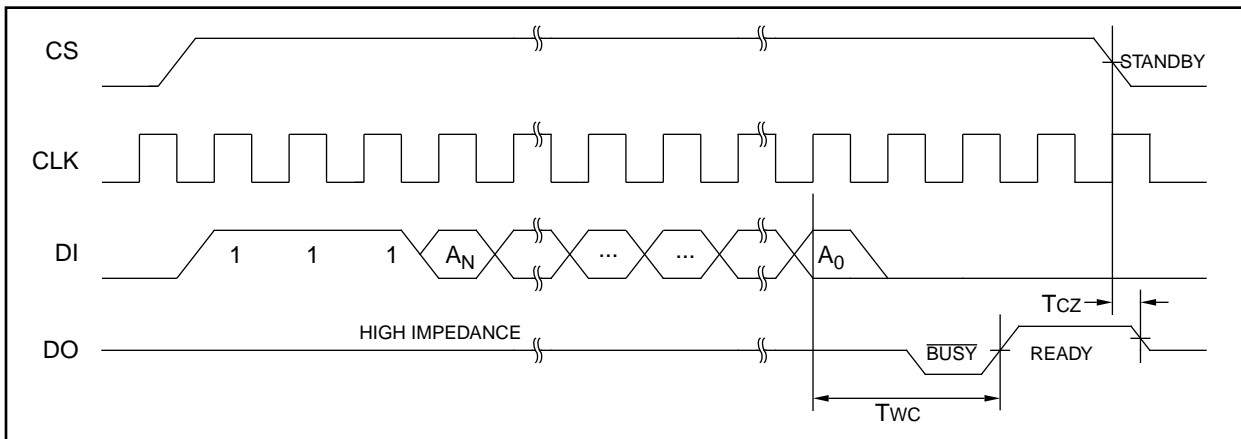 CS
STANDBY
CLK
DI
1 1 1 AN ... ... A0
TCZ
HIGH IMPEDANCE
DO
BUSY
READY
TWC